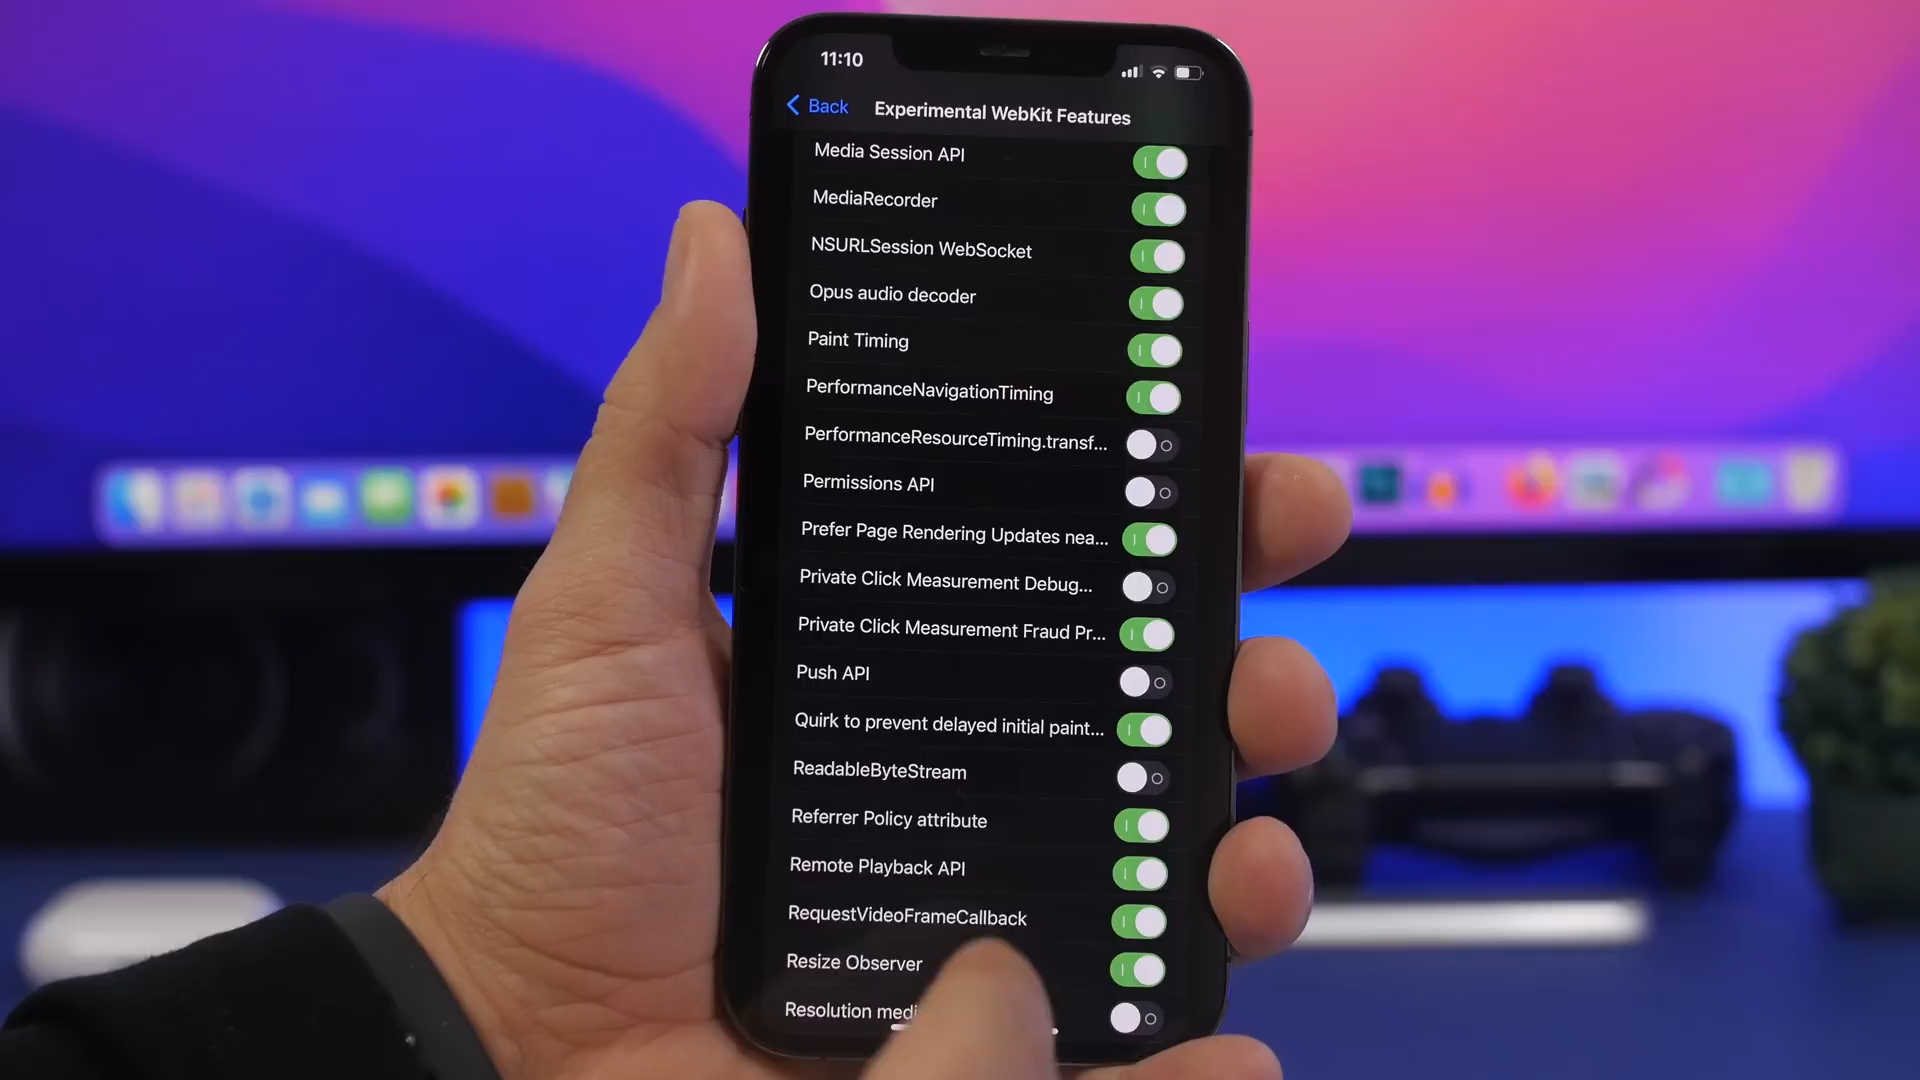 11:10
Back
Experimental WebKit Features
Media Session API
MediaRecorder
NSURLSession WebSocket
Opus audio decoder
Paint Timing
PerformanceNavigationTiming
PerformanceResourceTiming.transf...
Permissions API
Prefer Page Rendering Updates nea...
Private Click Measurement Debug...
Private Click Measurement Fraud Pr...
Push API
Quirk to prevent delayed initial paint...
ReadableByteStream
Referrer Policy attribute
Remote Playback API
RequestVideoFrameCallback
Resize Observer
Resolution medi